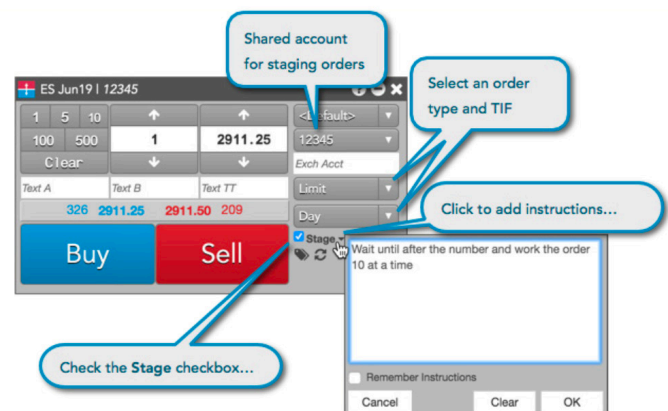 Shared account
for staging orders
ES Jun19 | 12345
Select an order
type and TIF
1 5 10
<Default>
100 500 1 2911.25 12345
Clear
Exch Acct
Text A Text B Text TT Limit
326 2911.25 2911.50 209 Day
Click to add instructions...
Stage
Buy Sell
Wait until after the number and work the order
10 at a time
Check the Stage checkbox...
Remember Instructions
Cancel Clear OK